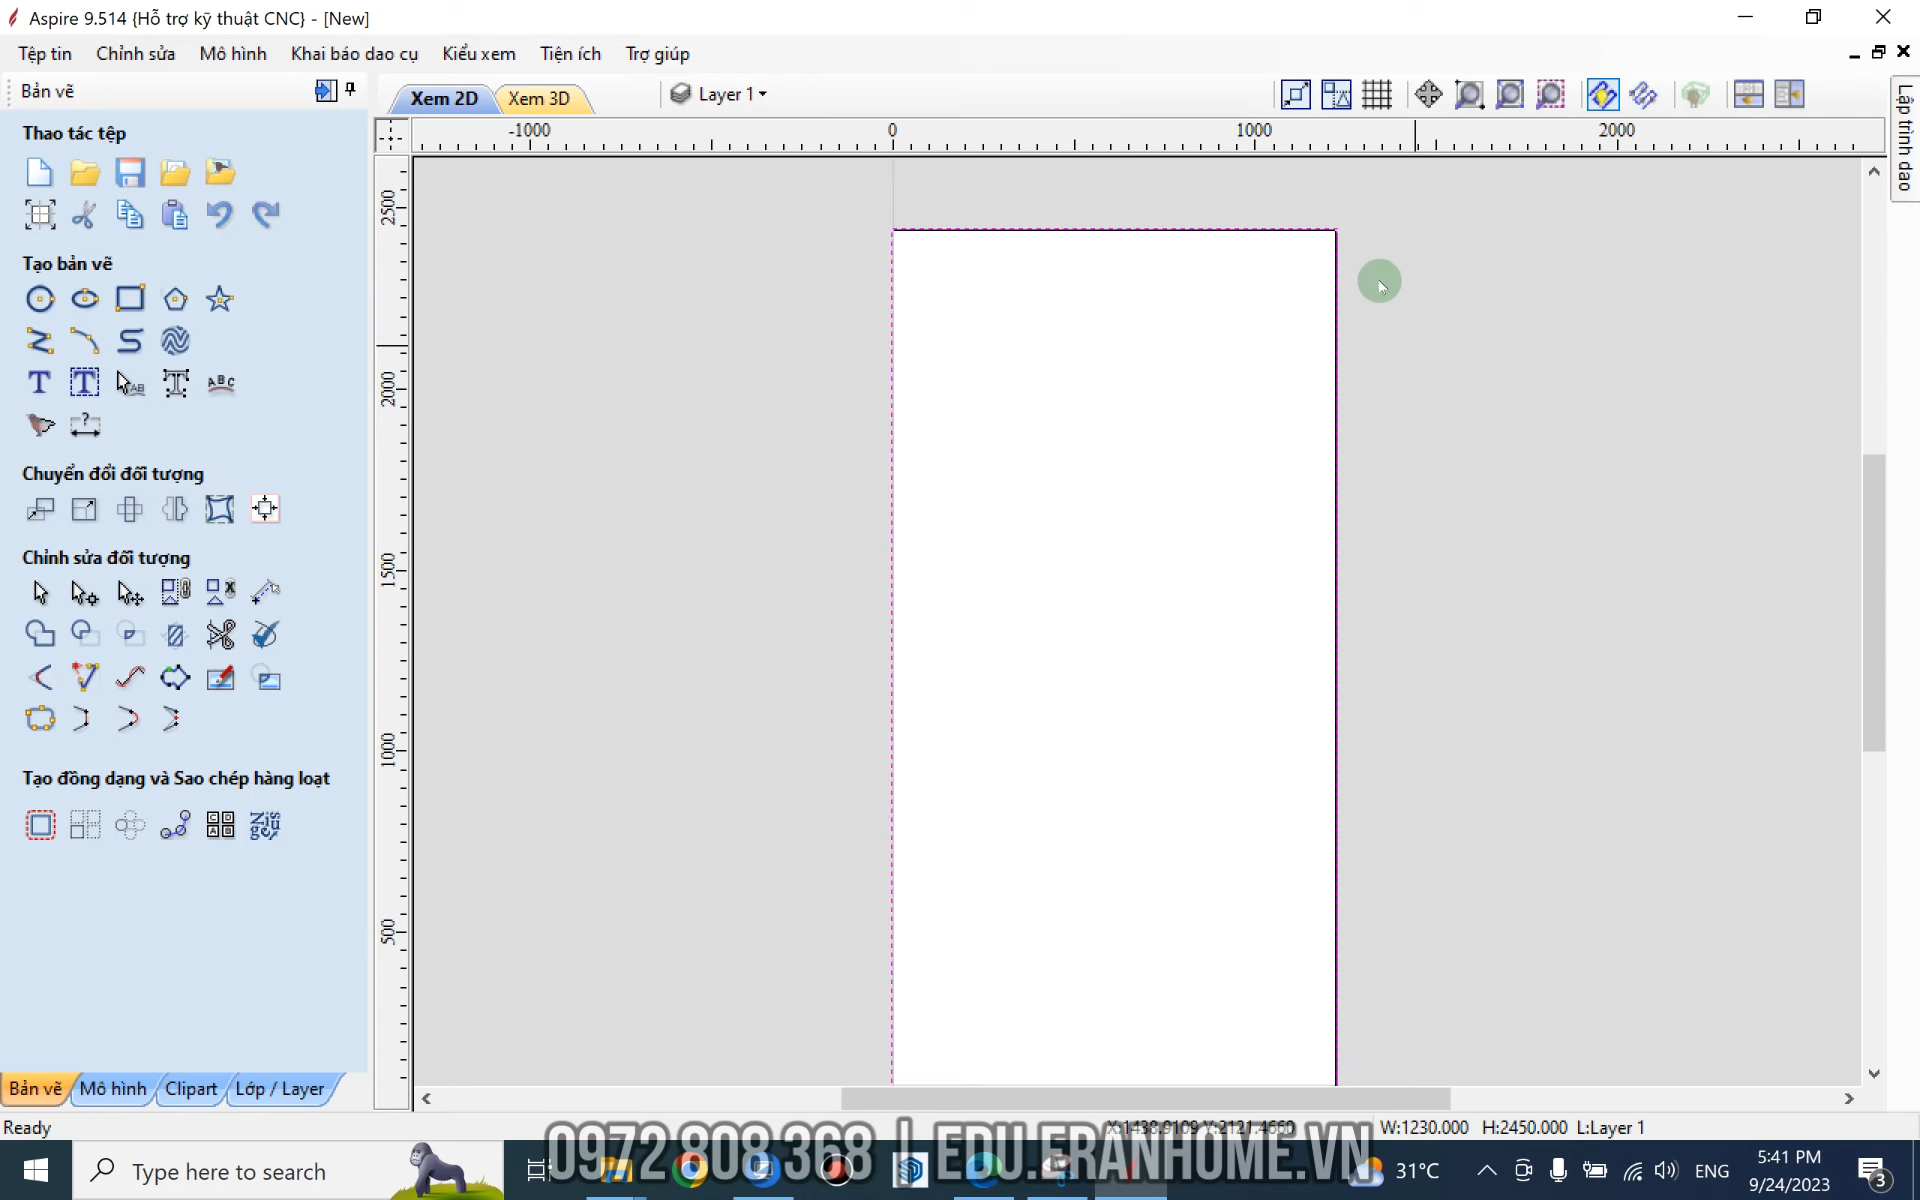 Aspire 9.514 {Hỗ trợ kỹ thuật CNC} - [New]
Tệp tin Chỉnh sửa Mô hình Khai báo dao cụ Kiểu xem Tiện ích Trợ giúp
Bản vẽ
Xem 2D Xem 3D Layer 1
Lập trình dao
Thao tác tệp
-1000 0 1000 2000
2500
2000
1500
1000
500
Tạo bản vẽ
Chuyển đổi đối tượng
Chỉnh sửa đối tượng
Tạo đồng dạng và Sao chép hàng loạt
Bản vẽ Mô hình Clipart Lớp / Layer
Ready X:1438.9109 Y:2121.4660 W:1230.000 H:2450.000 L:Layer 1
0972 808 368 | EDU.ERANHOME.VN
Type here to search
31°C ENG
5:41 PM
9/24/2023
3